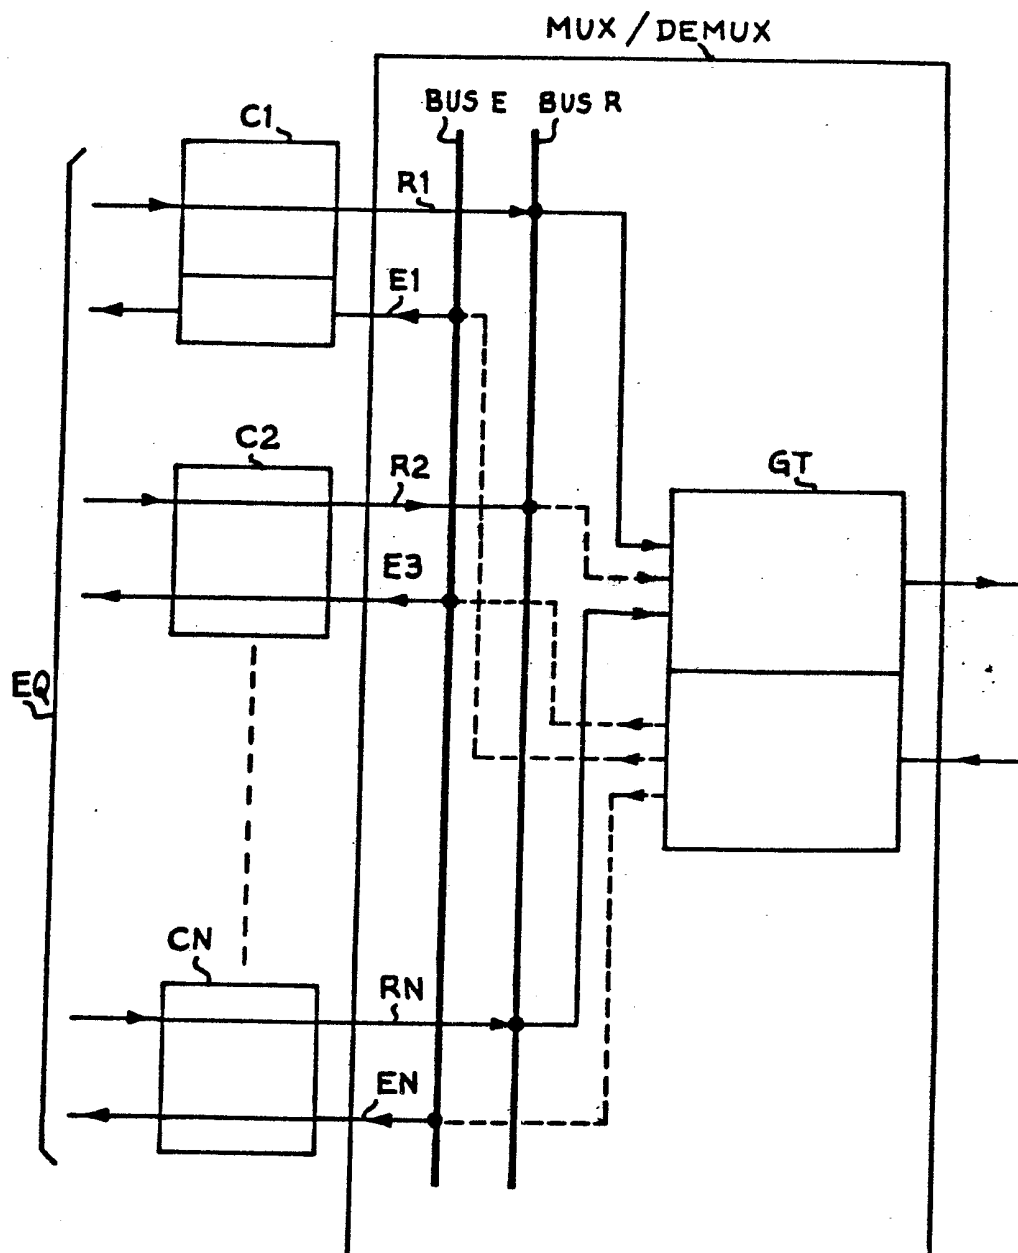 MUX / DEMUX
BUS E BUS R
C1
R1
E1
C2
R2
GT
E3
EQ
CN
RN
EN